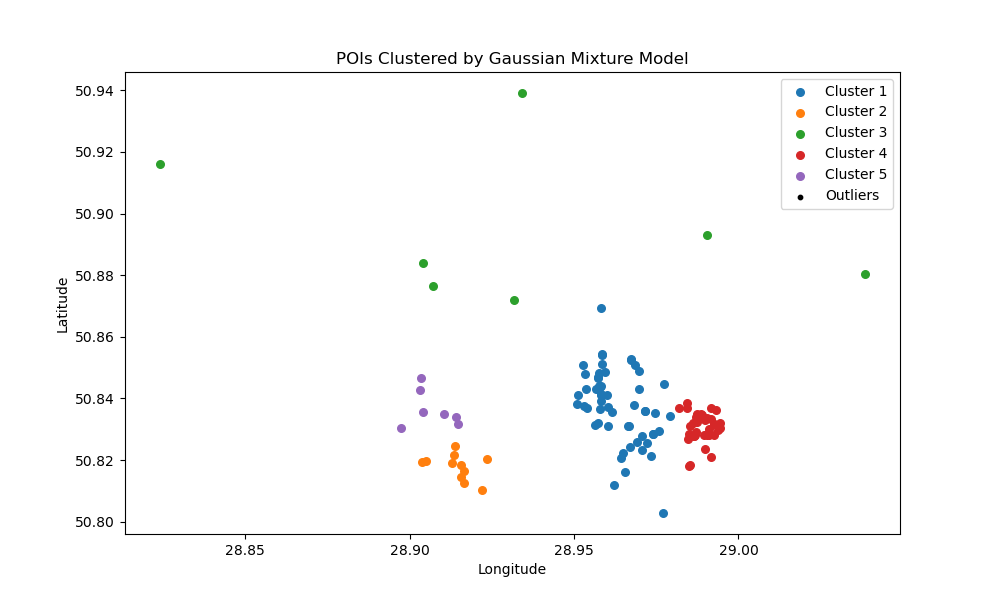 POIs Clustered by Gaussian Mixture Model
50.94
50.92
50.90
50.88
50.86
50.84
50.82
50.80
Latitude
28.85
28.90
28.95
29.00
Longitude
Cluster 1
Cluster 2
Cluster 3
Cluster 4
Cluster 5
Outliers